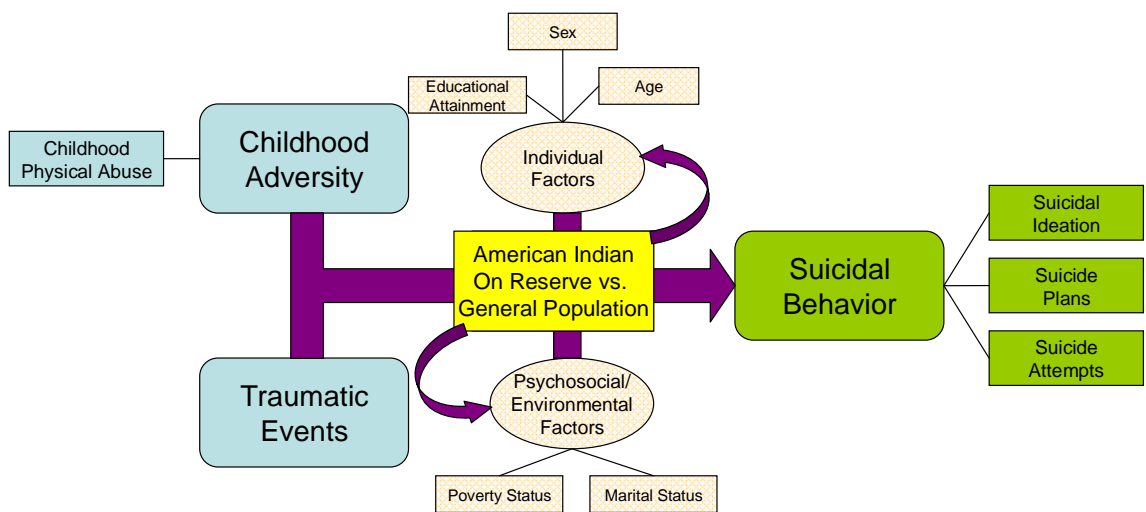 Sex
Educational
Attainment
Age
Childhood
Physical Abuse
Childhood
Adversity
Individual
Factors
American Indian
On Reserve vs.
General Population
Suicidal
Behavior
Suicidal
Ideation
Suicide
Plans
Suicide
Attempts
Traumatic
Events
Psychosocial/
Environmental
Factors
Poverty Status
Marital Status